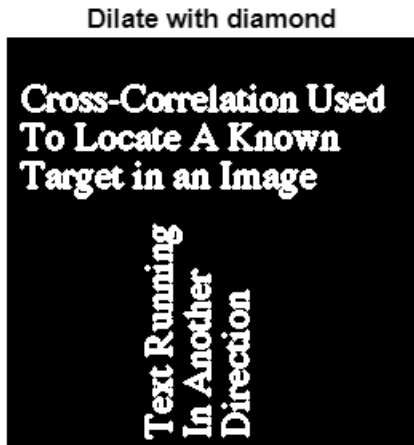 Dilate with diamond
Cross-Correlation Used
To Locate A Known
Target in an Image
Text Running
In Another
Direction